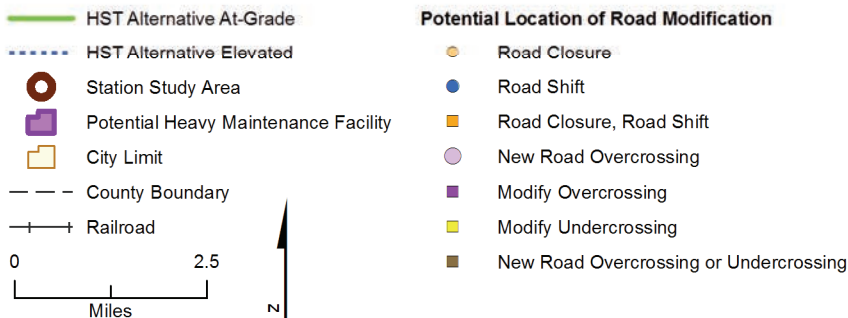 HST Alternative At-Grade
HST Alternative Elevated
Station Study Area
Potential Heavy Maintenance Facility
City Limit
County Boundary
Railroad
0 2.5
Miles
N
Potential Location of Road Modification
Road Closure
Road Shift
Road Closure, Road Shift
New Road Overcrossing
Modify Overcrossing
Modify Undercrossing
New Road Overcrossing or Undercrossing